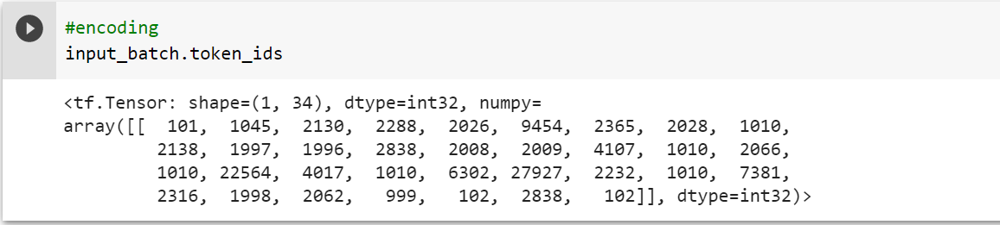 #encoding
input_batch.token_ids
<tf.Tensor: shape=(1, 34), dtype=int32, numpy=
array([[ 101, 1045, 2130, 2288, 2026, 9454, 2365, 2028, 1010,
2138, 1997, 1996, 2838, 2008, 2009, 4107, 1010, 2066,
1010, 22564, 4017, 1010, 6302, 27927, 2232, 1010, 7381,
2316, 1998, 2062, 999, 102, 2838, 102]], dtype=int32)>